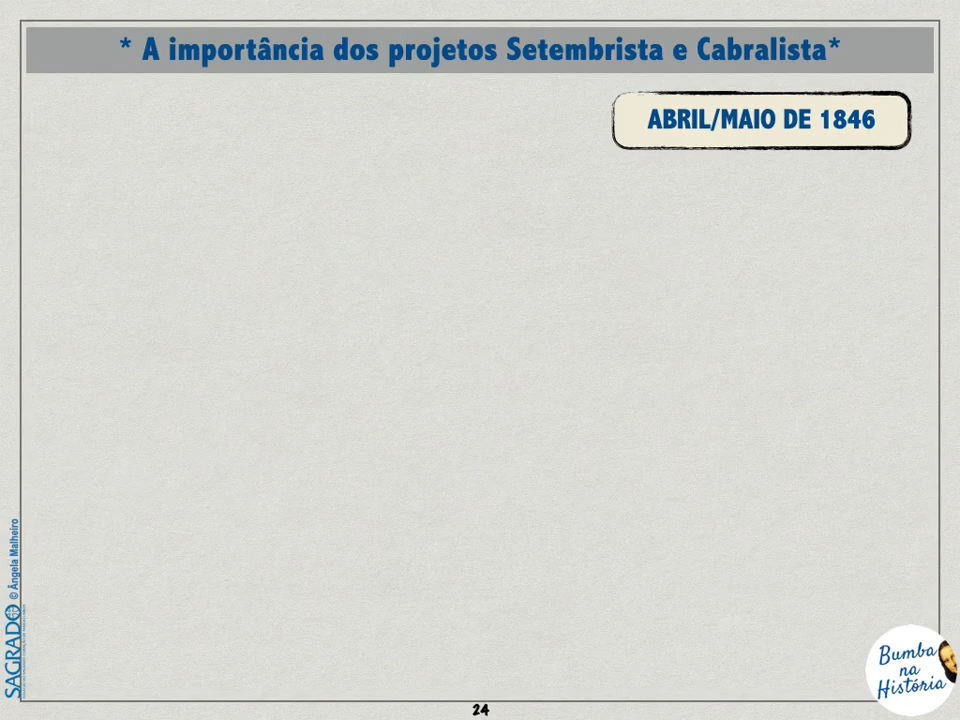 * A importância dos projetos Setembrista e Cabralista*
ABRIL/MAIO DE 1846
© Ângela Malheiro
SAGRADO
Bumba
na
História
24